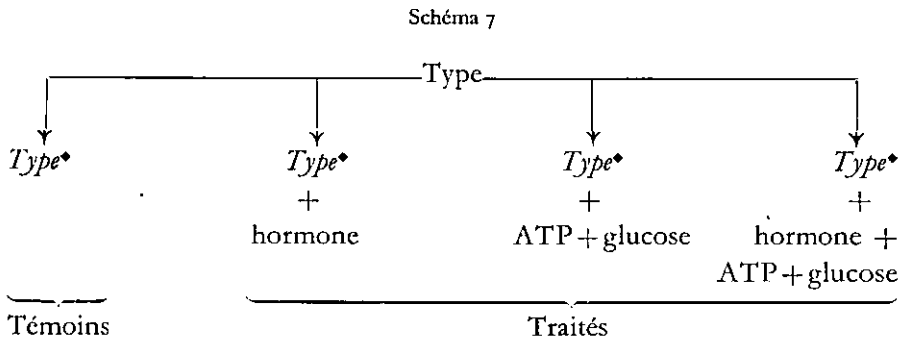 Schéma 7
Type
Type◆ Type◆ Type◆ Type◆
+ + +
hormone ATP+glucose hormone +
ATP+glucose
Témoins Traités